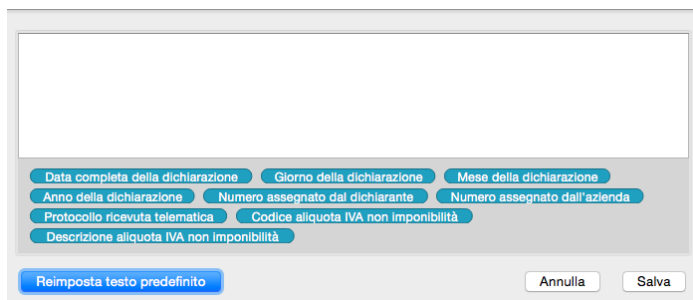 Data completa della dichiarazione Giorno della dichiarazione Mese della dichiarazione
Anno della dichiarazione Numero assegnato dal dichiarante Numero assegnato dall'azienda
Protocollo ricevuta telematica Codice aliquota IVA non imponibilità
Descrizione aliquota IVA non imponibilità
Reimposta testo predefinito Annulla Salva